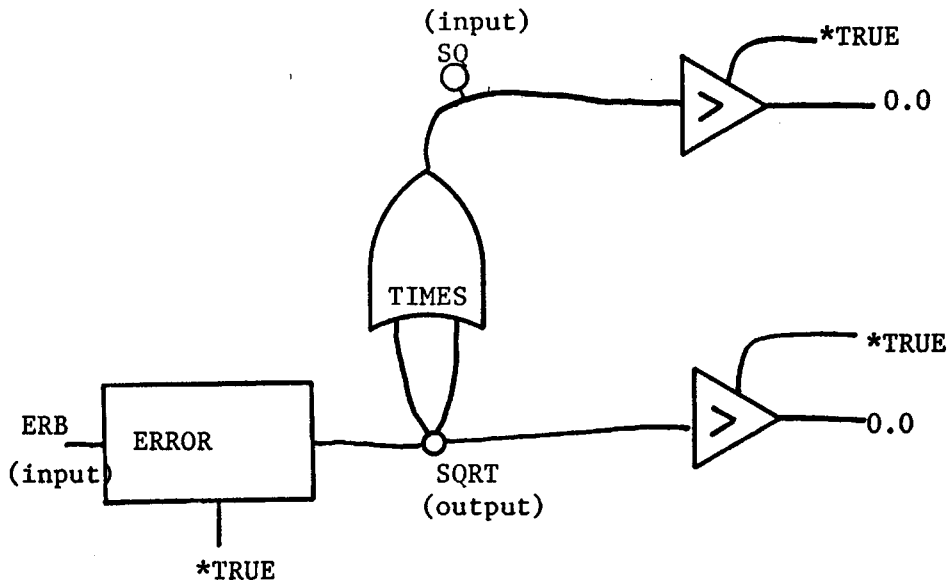 (input)
SQ
*TRUE
>
0.0
TIMES
*TRUE
>
0.0
ERB
(input)
ERROR
SQRT
(output)
*TRUE